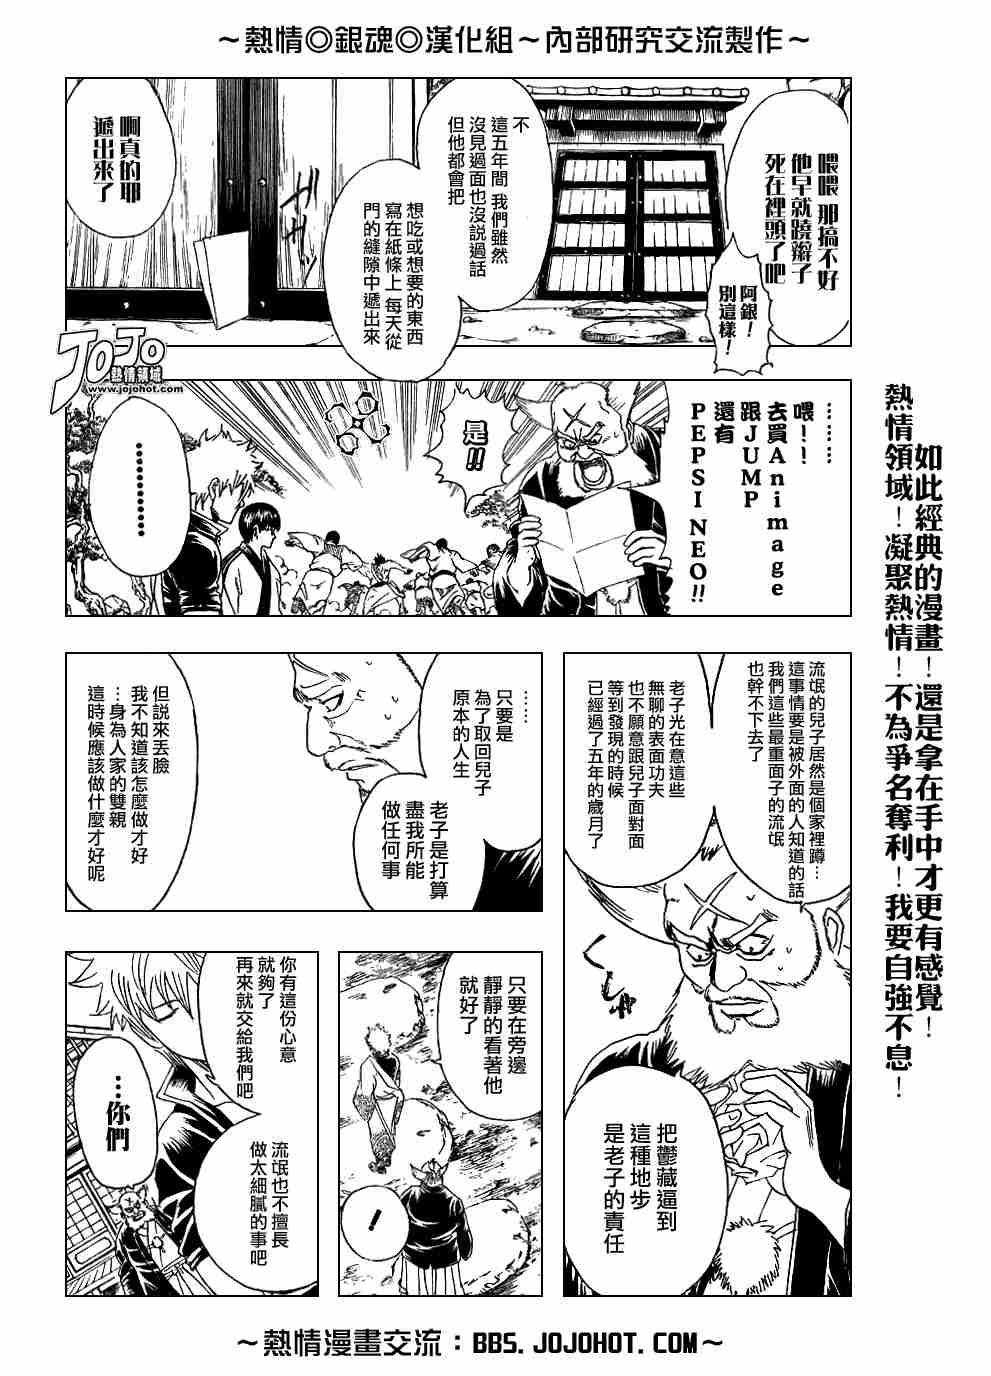 ～熱情◎銀魂◎漢化組～內部研究交流製作～
喂喂 那搞不好
他早就蹺辮子
死在裡頭了吧
阿銀！
別這樣！
不
這五年間 我們雖然
沒見過面也沒說過話
但他都會把
想吃或想要的東西
寫在紙條上 每天從
門的縫隙中遞出來
啊真的耶
遞出來了
JOJO
熱情領域
www.jojohot.com
………
喂！！
去買Animage
跟JUMP
還有
PEPSI NEO!!
是!!
…………
流氓的兒子居然是個家裡蹲…
這事情要是被外面的人知道的話
我們這些最重面子的流氓
也幹不下去了
老子光在意這些
無聊的表面功夫
也不願意跟兒子面對面
等到發現的時候
已經過了五年的歲月了
把鬱藏逼到
這種地步
是老子的責任
……
只要是
為了取回兒子
原本的人生
老子是打算
盡我所能
做任何事
但說來丟臉
我不知道該怎麼做才好
…身為人家的雙親
這時候應該做什麼才好呢
只要在旁邊
靜靜的看著他
就好了
！
你有這份心意
就夠了
再來就交給我們吧
流氓也不擅長
做太細膩的事吧
…你們
如此經典的漫畫！還是拿在手中才更有感覺！
熱情領域！凝聚熱情！不為爭名奪利！我要自強不息！
～熱情漫畫交流：BBS.JOJOHOT.COM～